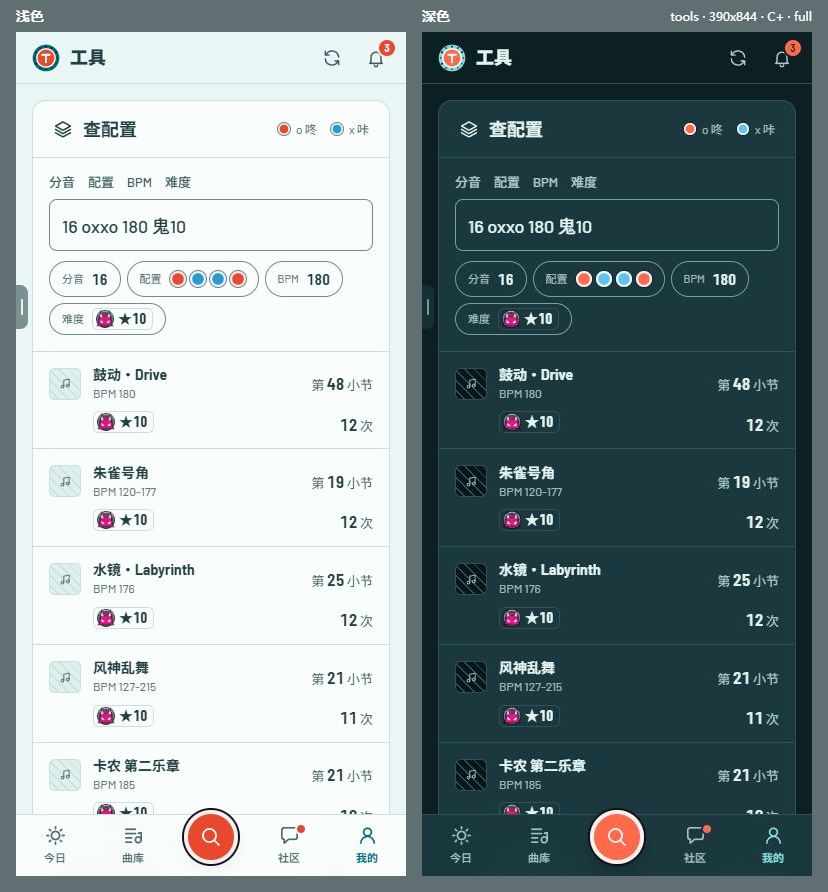 浅色
T 工具 3
查配置 o 咚 x 咔
分音 配置 BPM 难度
16 oxxo 180 鬼10
分音 16 配置 BPM 180
难度 ★10
鼓动・Drive
BPM 180
第 48 小节
★10
12 次
朱雀号角
BPM 120-177
第 19 小节
★10
12 次
水镜・Labyrinth
BPM 176
第 25 小节
★10
12 次
风神乱舞
BPM 127-215
第 21 小节
★10
11 次
卡农 第二乐章
BPM 185
第 21 小节
★10
今日 曲库 社区 我的
深色 tools · 390x844 · C+ · full
T 工具 3
查配置 o 咚 x 咔
分音 配置 BPM 难度
16 oxxo 180 鬼10
分音 16 配置 BPM 180
难度 ★10
鼓动・Drive
BPM 180
第 48 小节
★10
12 次
朱雀号角
BPM 120-177
第 19 小节
★10
12 次
水镜・Labyrinth
BPM 176
第 25 小节
★10
12 次
风神乱舞
BPM 127-215
第 21 小节
★10
11 次
卡农 第二乐章
BPM 185
第 21 小节
★10
今日 曲库 社区 我的